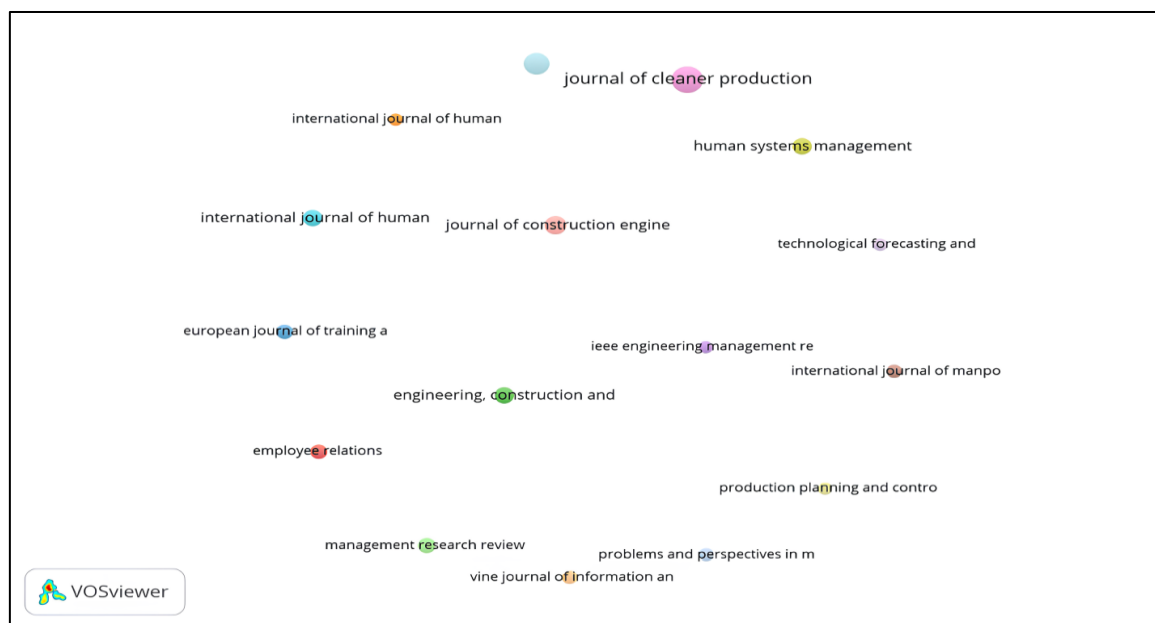 journal of cleaner production
international journal of human
human systems management
international journal of human
journal of construction engine
technological forecasting and
european journal of training a
ieee engineering management re
international journal of manpo
engineering, construction and
employee relations
production planning and contro
management research review
problems and perspectives in m
vine journal of information an
VOSviewer